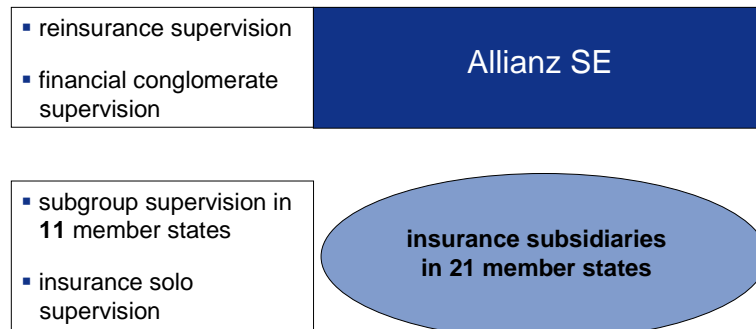 ▪ reinsurance supervision
▪ financial conglomerate
supervision
Allianz SE
▪ subgroup supervision in
11 member states
▪ insurance solo
supervision
insurance subsidiaries
in 21 member states